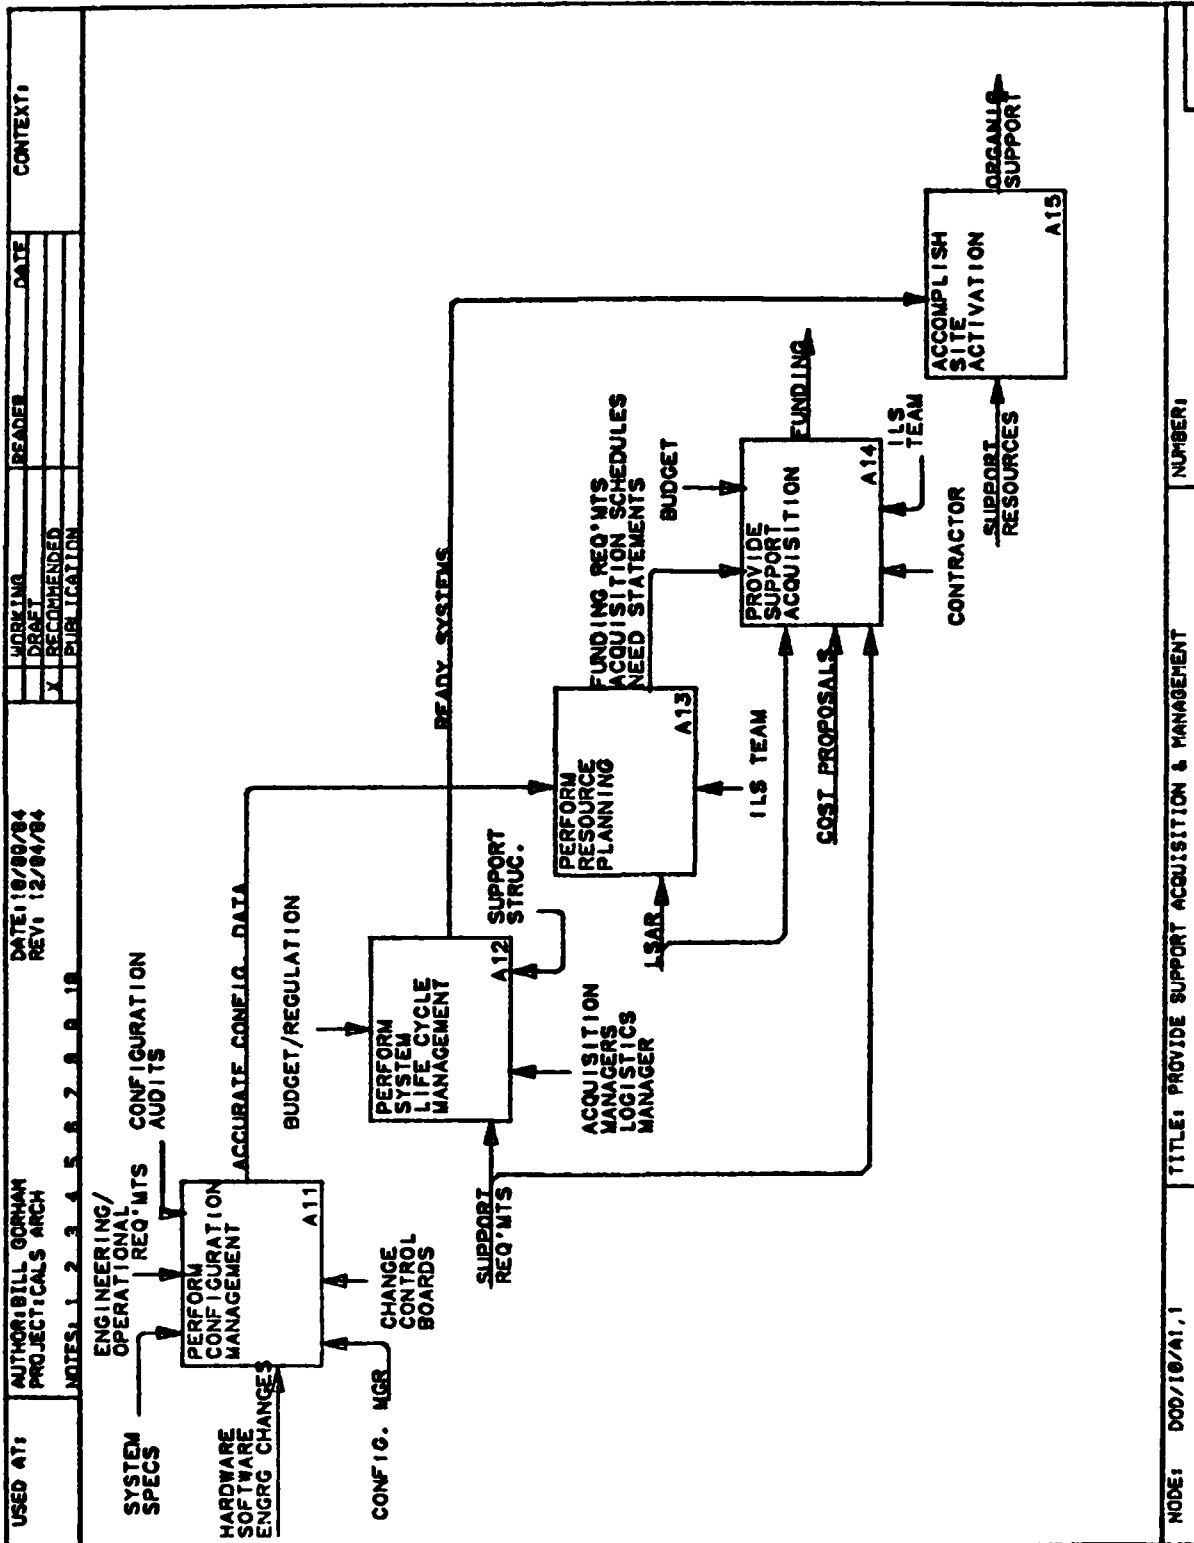 USED AT:
AUTHOR:BILL GORHAM
PROJECT:CALS ARCH
NOTES: 1 2 3 4 5 6 7 8 9 10
REV: 12/04/84
WORKING
DRAFT
X RECOMMENDED
PUBLICATION
READER
DATE
CONTEXT:
SYSTEM
SPECS
ENGINEERING/
OPERATIONAL
REQ'MTS
CONFIGURATION
AUDITS
HARDWARE
SOFTWARE
ENGRG CHANGES
PERFORM
CONFIGURATION
MANAGEMENT
A11
ACCURATE CONFIG. DATA
CONFIG. MGR
CHANGE
CONTROL
BOARDS
BUDGET/REGULATION
PERFORM
SYSTEM
LIFE CYCLE
MANAGEMENT
A12
READY SYSTEMS
SUPPORT
REQ'MTS
ACQUISITION
MANAGERS
LOGISTICS
MANAGER
SUPPORT
STRUC.
PERFORM
RESOURCE
PLANNING
A13
LSAR
ILS TEAM
FUNDING REQ'MTS
ACQUISITION SCHEDULES
NEED STATEMENTS
BUDGET
PROVIDE
SUPPORT
ACQUISITION
A14
FUNDING
COST PROPOSALS
CONTRACTOR
ILS
TEAM
ACCOMPLISH
SITE
ACTIVATION
A15
SUPPORT
RESOURCES
ORGANIC
SUPPORT
NODE: DOD/10/A1,1
TITLE: PROVIDE SUPPORT ACQUISITION & MANAGEMENT
NUMBER: